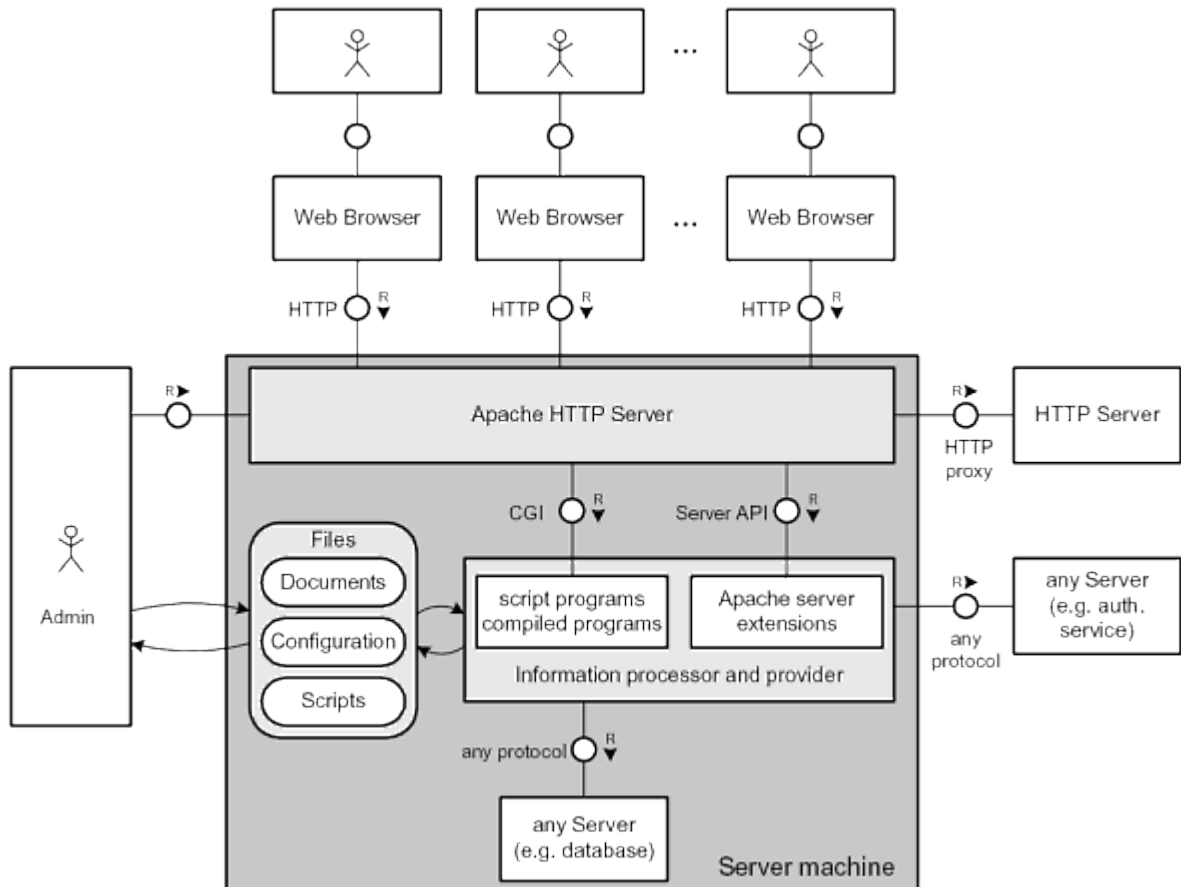 ...
Web Browser
Web Browser
...
Web Browser
HTTP
R
HTTP
R
HTTP
R
R
Apache HTTP Server
R
HTTP
proxy
HTTP Server
CGI
R
Server API
R
Admin
Files
Documents
Configuration
Scripts
script programs
compiled programs
Apache server
extensions
Information processor and provider
R
any
protocol
any Server
(e.g. auth.
service)
any protocol
R
any Server
(e.g. database)
Server machine